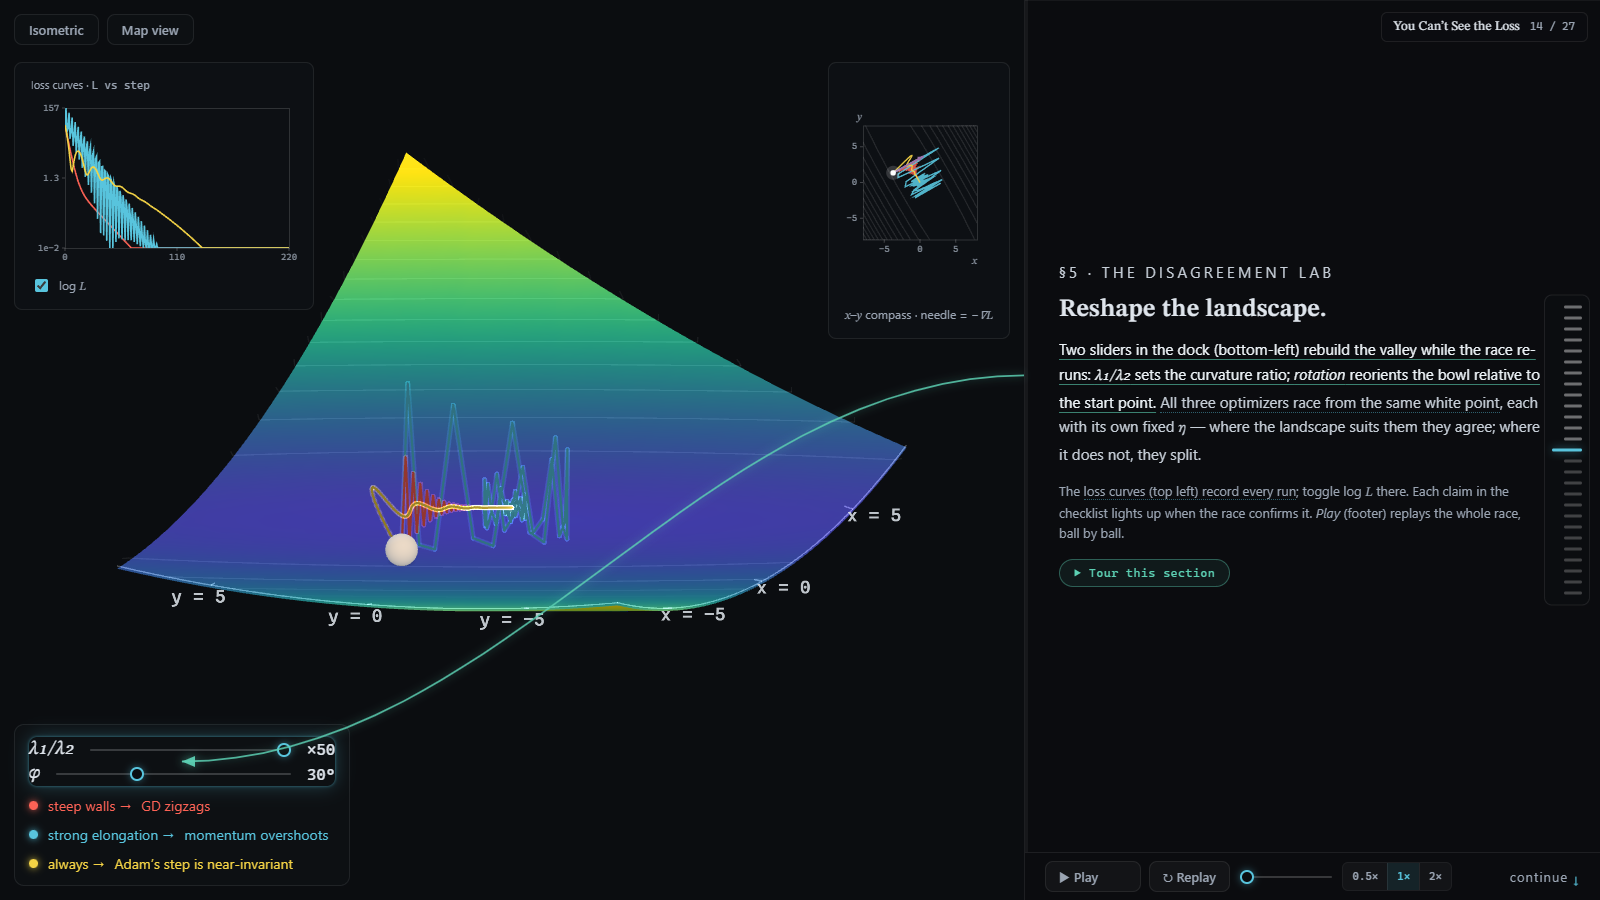 Isometric
Map view
loss curves · L vs step
157
1.3
1e−2
0
110
220
log L
y
5
0
−5
−5
0
5
x
x–y compass · needle = −∇L
y = 5
y = 0
y = −5
x = −5
x = 0
x = 5
λ₁/λ₂
×50
φ
30°
steep walls → GD zigzags
strong elongation → momentum overshoots
always → Adam's step is near-invariant
You Can't See the Loss 14 / 27
§5 · THE DISAGREEMENT LAB
Reshape the landscape.
Two sliders in the dock (bottom-left) rebuild the valley while the race re-
runs: λ₁/λ₂ sets the curvature ratio; rotation reorients the bowl relative to
the start point. All three optimizers race from the same white point, each
with its own fixed η — where the landscape suits them they agree; where
it does not, they split.
The loss curves (top left) record every run; toggle log L there. Each claim in the
checklist lights up when the race confirms it. Play (footer) replays the whole race,
ball by ball.
▶ Tour this section
▶ Play
↻ Replay
0.5×
1×
2×
continue ↓